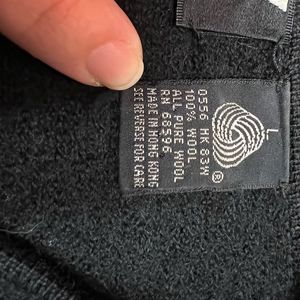 0556 HK 83W
100% WOOL
ALL PURE WOOL
RN 68596
MADE IN HONG KONG
SEE REVERSE FOR CARE
L
®